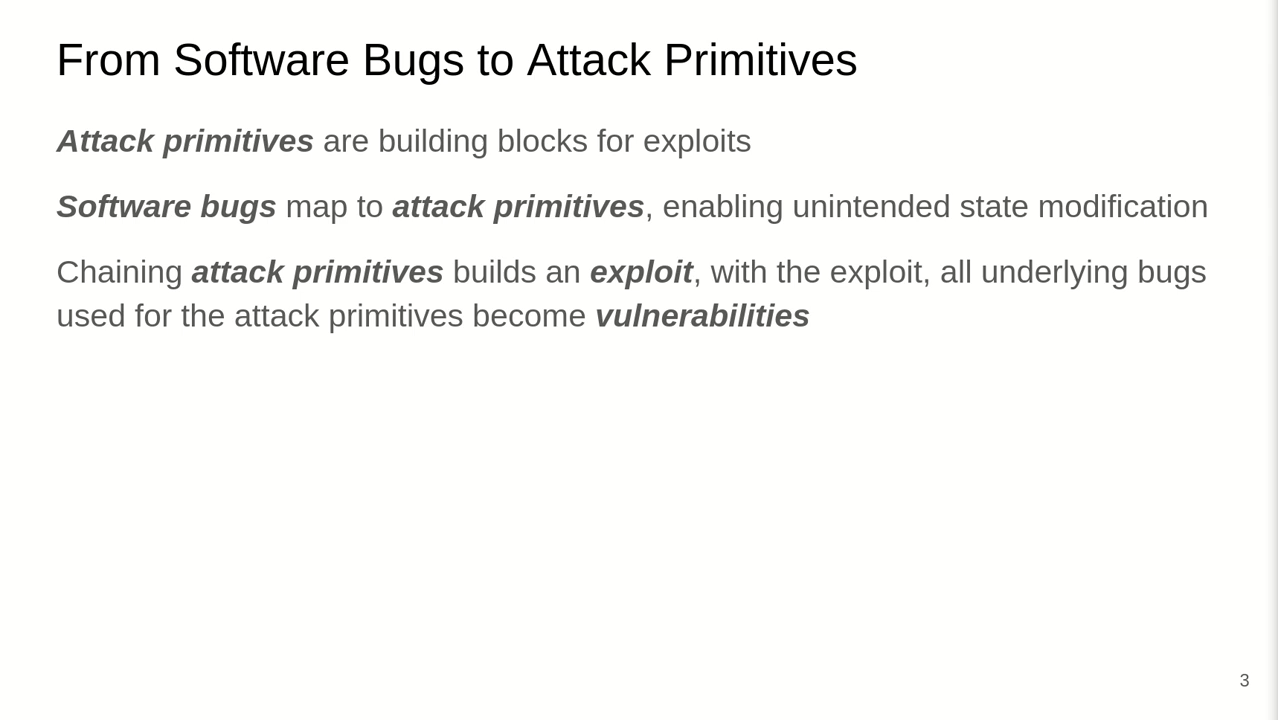 From Software Bugs to Attack Primitives
Attack primitives are building blocks for exploits
Software bugs map to attack primitives, enabling unintended state modification
Chaining attack primitives builds an exploit, with the exploit, all underlying bugs
used for the attack primitives become vulnerabilities
3